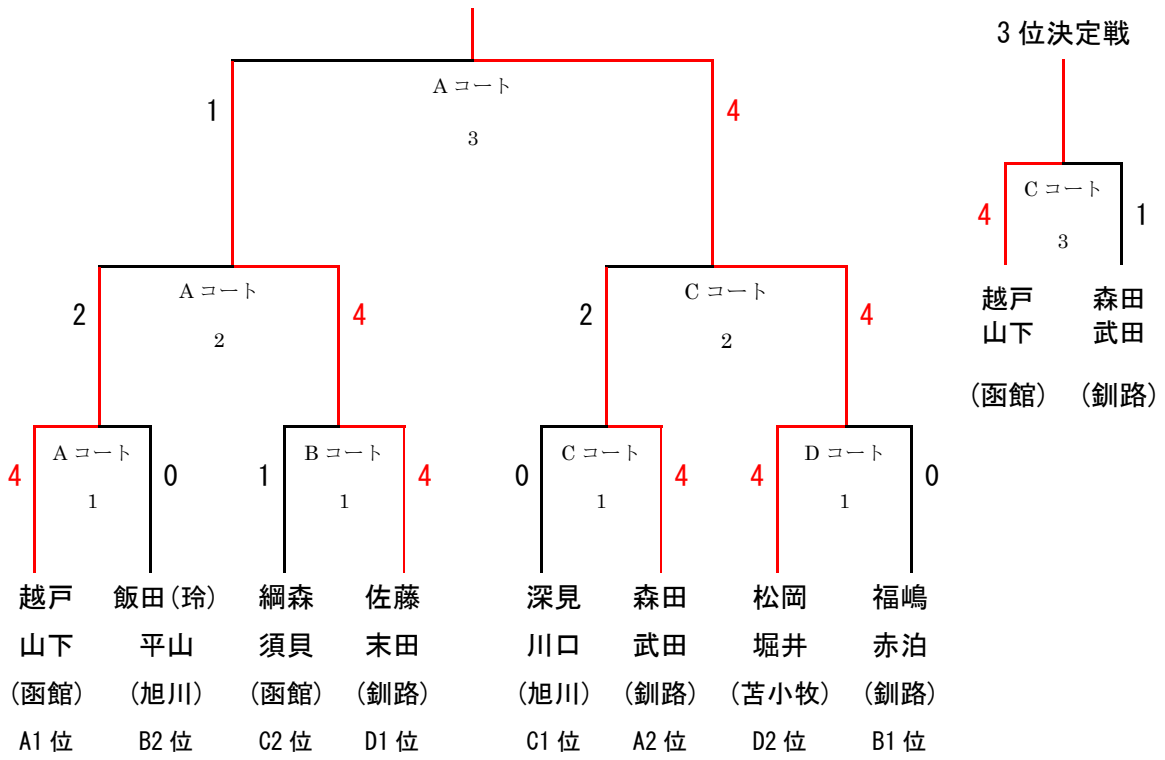 3位決定戦
Aコート
1 4
3
Cコート
4 1
3
Aコート
2 4
2
Cコート
2 4
2
越戸 森田
山下 武田
(函館) (釧路)
Aコート Bコート Cコート Dコート
4 0 1 4 0 4 4 0
1 1 1 1
越戸 飯田(玲) 綱森 佐藤 深見 森田 松岡 福嶋
山下 平山 須貝 末田 川口 武田 堀井 赤泊
(函館) (旭川) (函館) (釧路) (旭川) (釧路) (苫小牧) (釧路)
A1位 B2位 C2位 D1位 C1位 A2位 D2位 B1位